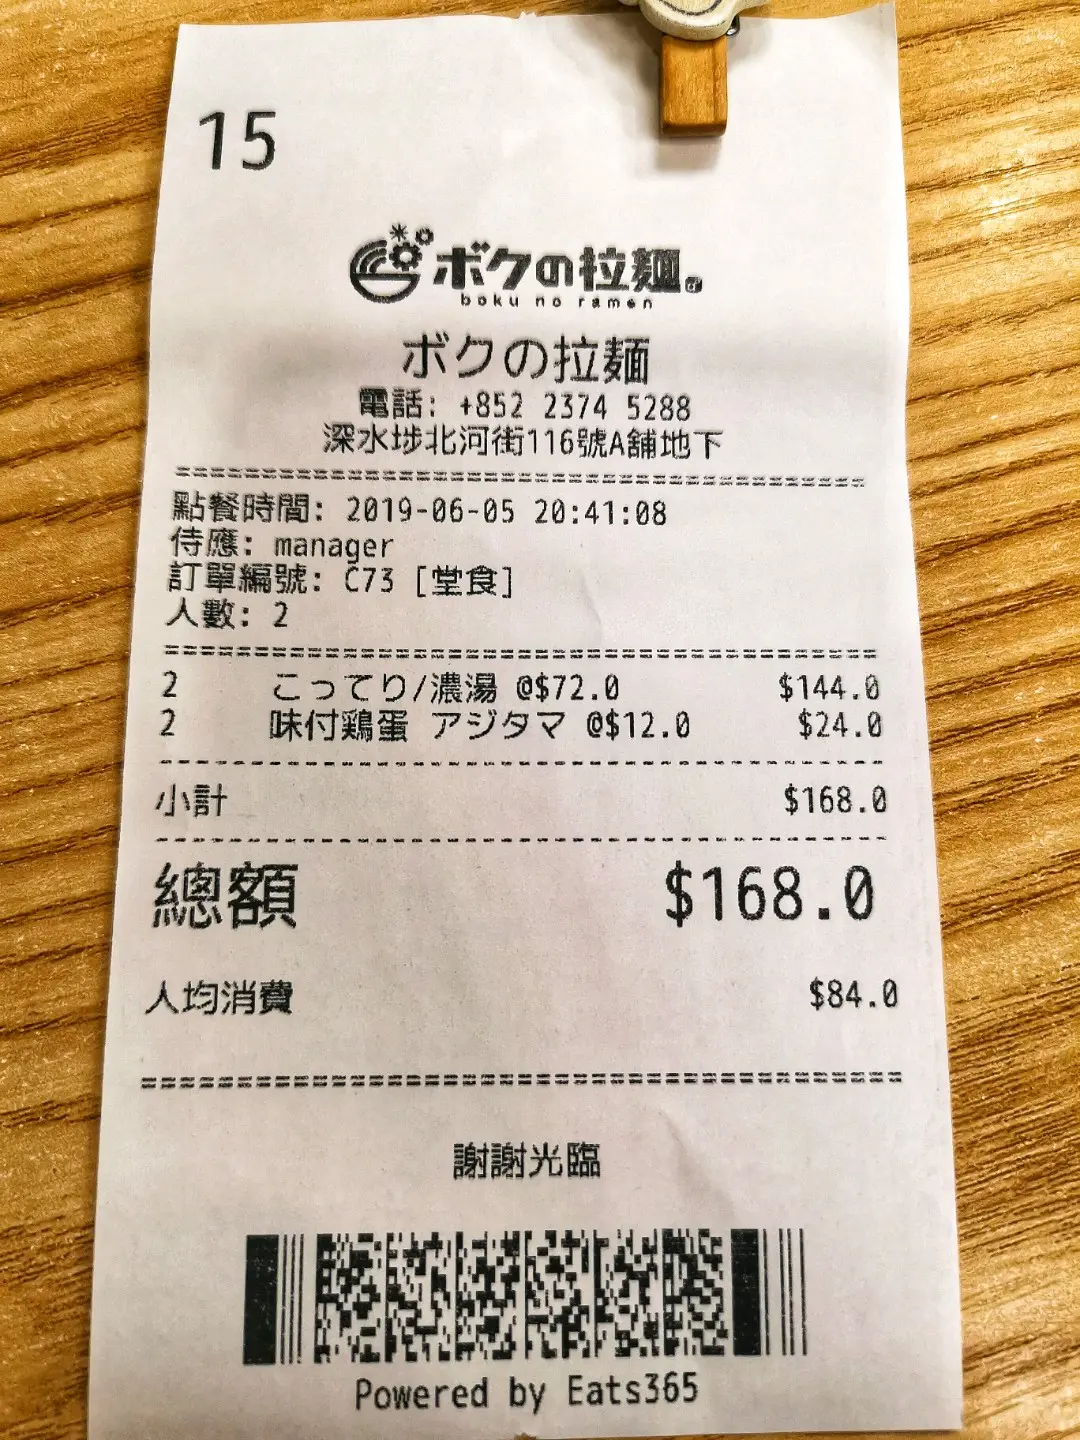 15
ボクの拉麺。
boku no ramen
ボクの拉麺
電話: +852 2374 5288
深水埗北河街116號A舖地下
點餐時間: 2019-06-05 20:41:08
侍應: manager
訂單編號: C73 [堂食]
人數: 2
2 こってり/濃湯 @$72.0 $144.0
2 味付鶏蛋 アジタマ @$12.0 $24.0
小計 $168.0
總額 $168.0
人均消費 $84.0
謝謝光臨
Powered by Eats365